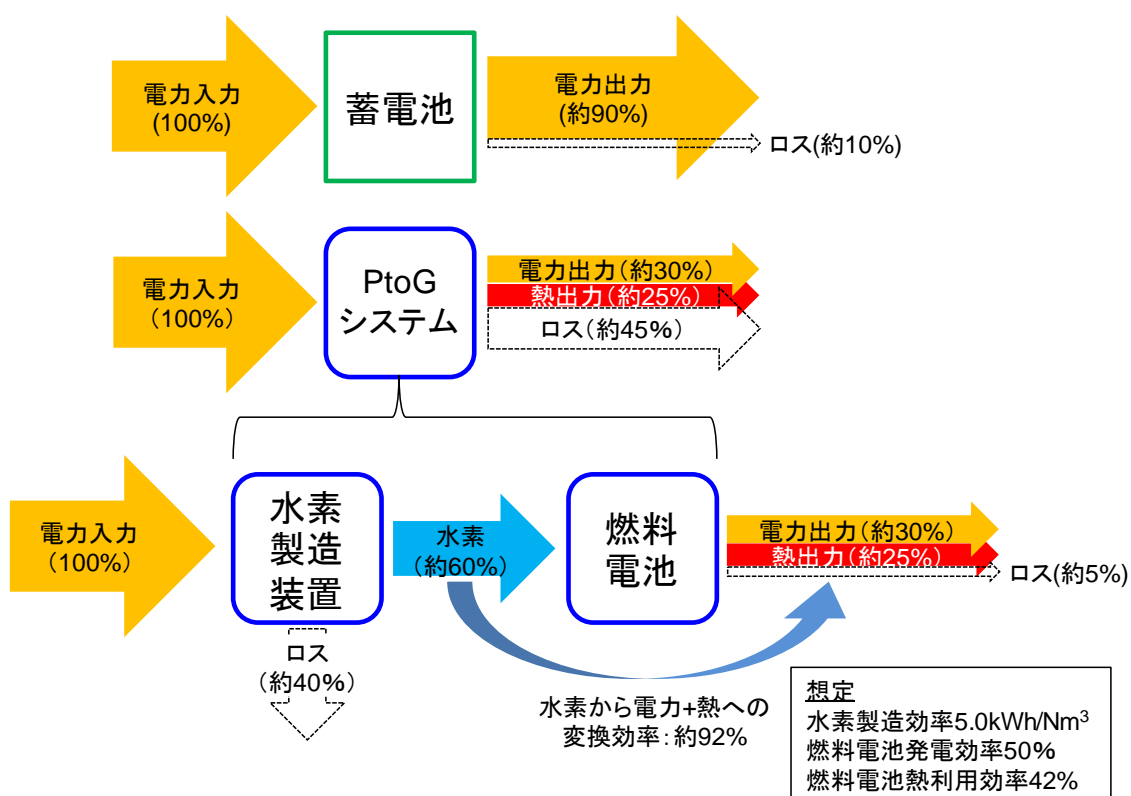 電力入力
(100%)
蓄電池
電力出力
(約90%)
ロス(約10%)
電力入力
(100%)
PtoG
システム
電力出力(約30%)
熱出力(約25%)
ロス(約45%)
電力入力
(100%)
水素
製造
装置
水素
(約60%)
燃料
電池
電力出力(約30%)
熱出力(約25%)
ロス(約5%)
ロス
(約40%)
水素から電力+熱への
変換効率：約92%
想定
水素製造効率5.0kWh/Nm³
燃料電池発電効率50%
燃料電池熱利用効率42%